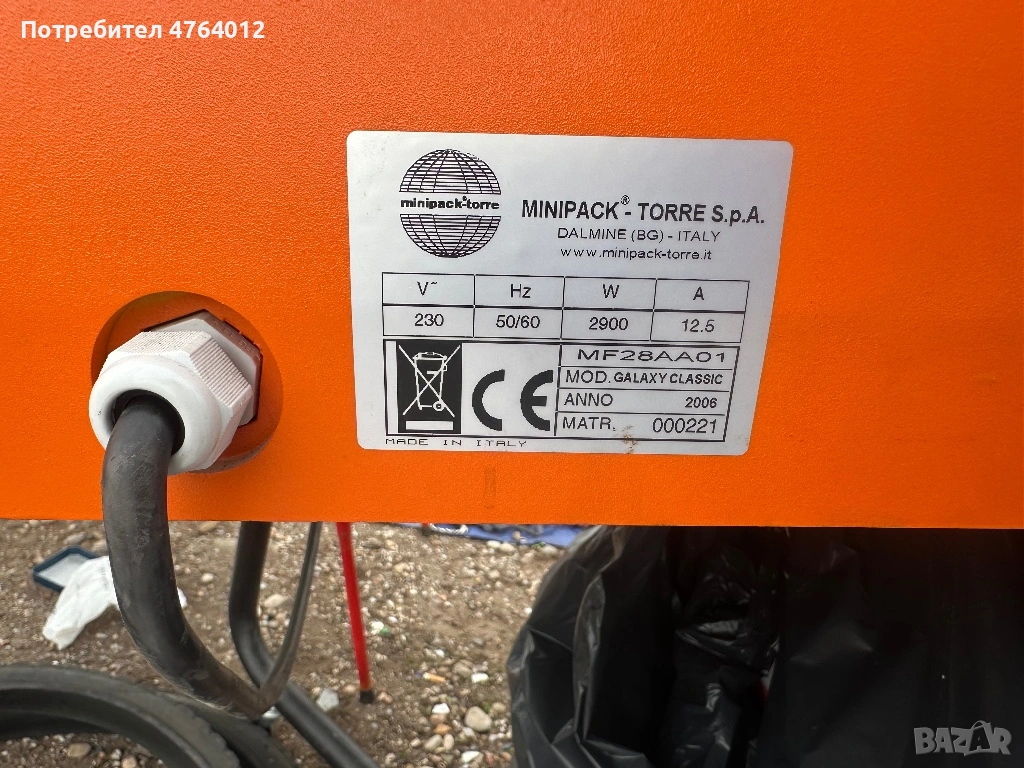 Потребител 4764012
minipack-torre
MINIPACK® - TORRE S.p.A.
DALMINE (BG) - ITALY
www.minipack-torre.it
V~ Hz W A
230 50/60 2900 12.5
CE
MF28AA01
MOD. GALAXY CLASSIC
ANNO 2006
MATR. 000221
MADE IN ITALY
BAZAR